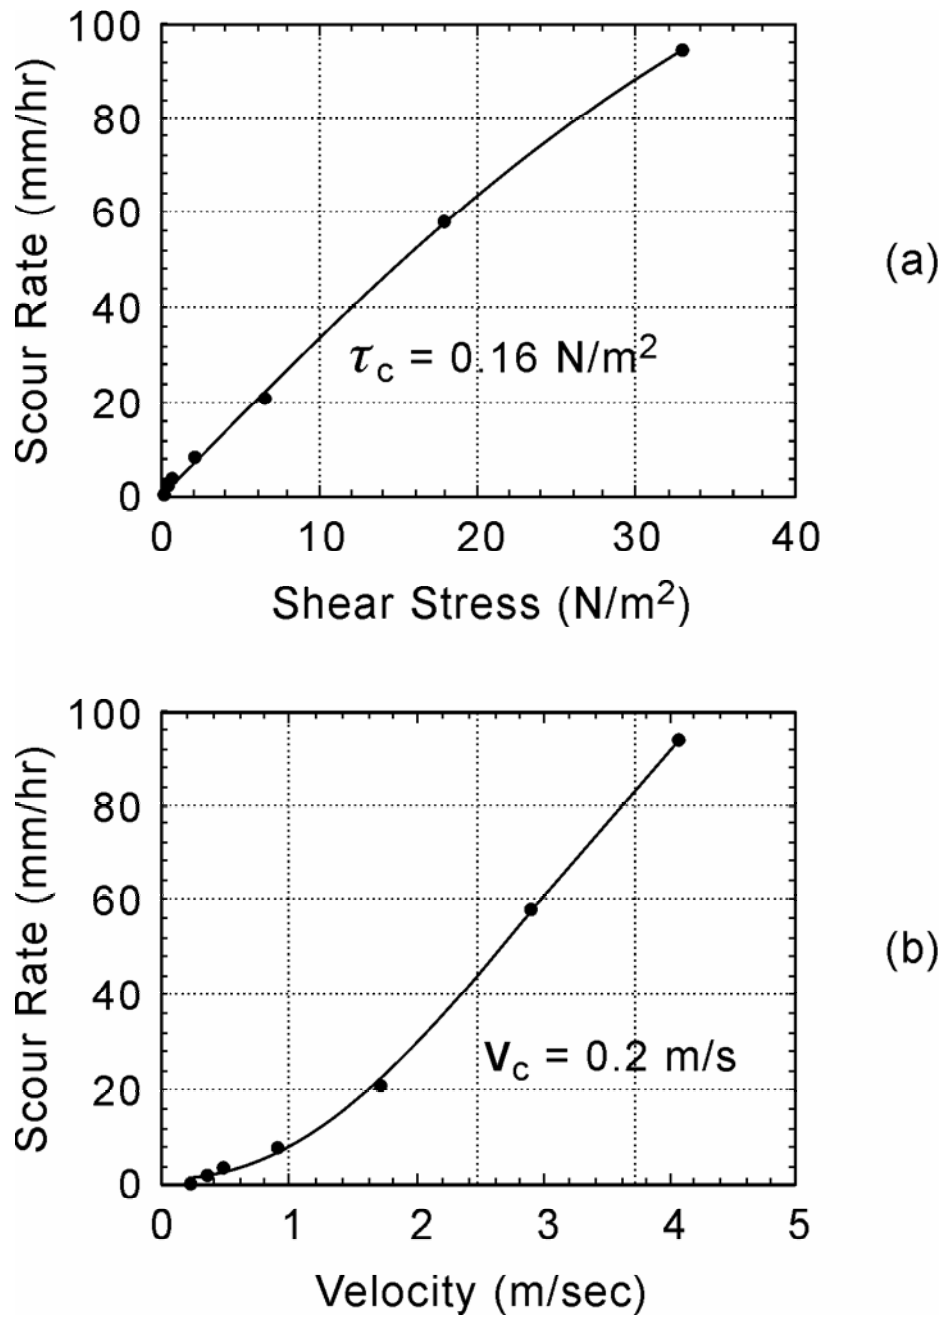 100
80
60
40
20
0
Scour Rate (mm/hr)
τc = 0.16 N/m²
(a)
0 10 20 30 40
Shear Stress (N/m²)
100
80
60
40
20
0
Scour Rate (mm/hr)
Vc = 0.2 m/s
(b)
0 1 2 3 4 5
Velocity (m/sec)